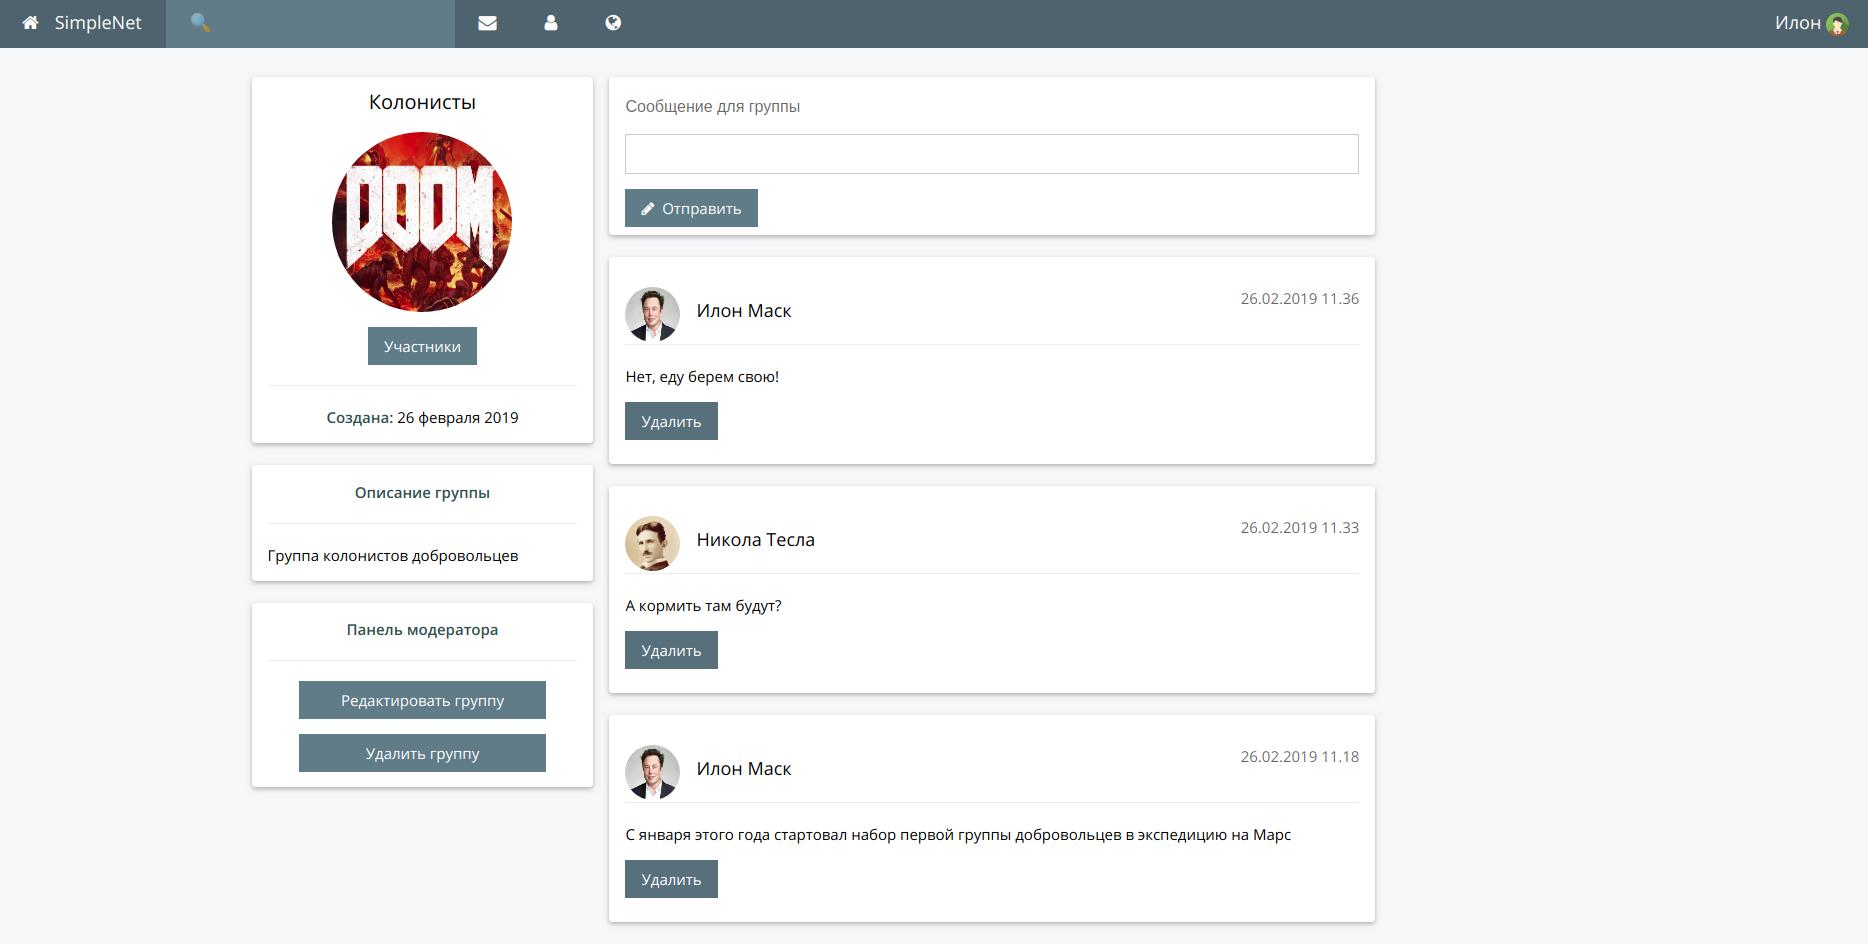 SimpleNet
Илон
Колонисты
DOOM
Участники
Создана: 26 февраля 2019
Описание группы
Группа колонистов добровольцев
Панель модератора
Редактировать группу
Удалить группу
Сообщение для группы
Отправить
Илон Маск
26.02.2019 11.36
Нет, еду берем свою!
Удалить
Никола Тесла
26.02.2019 11.33
А кормить там будут?
Удалить
Илон Маск
26.02.2019 11.18
С января этого года стартовал набор первой группы добровольцев в экспедицию на Марс
Удалить